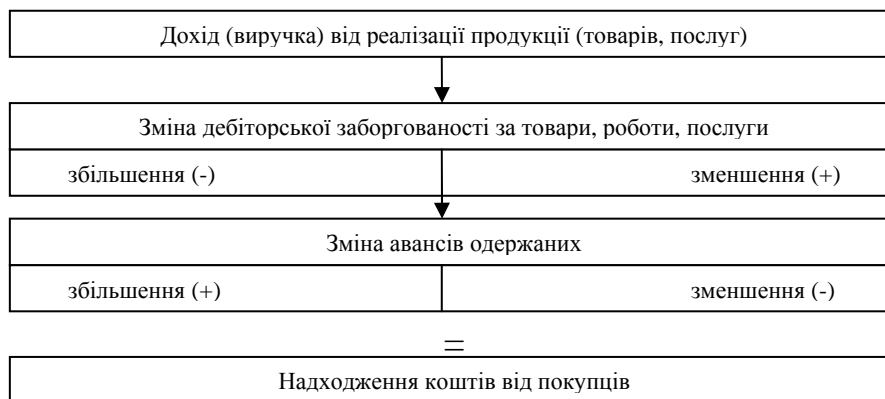 Дохід (виручка) від реалізації продукції (товарів, послуг)
Зміна дебіторської заборгованості за товари, роботи, послуги
збільшення (-) зменшення (+)
Зміна авансів одержаних
збільшення (+) зменшення (-)
=
Надходження коштів від покупців